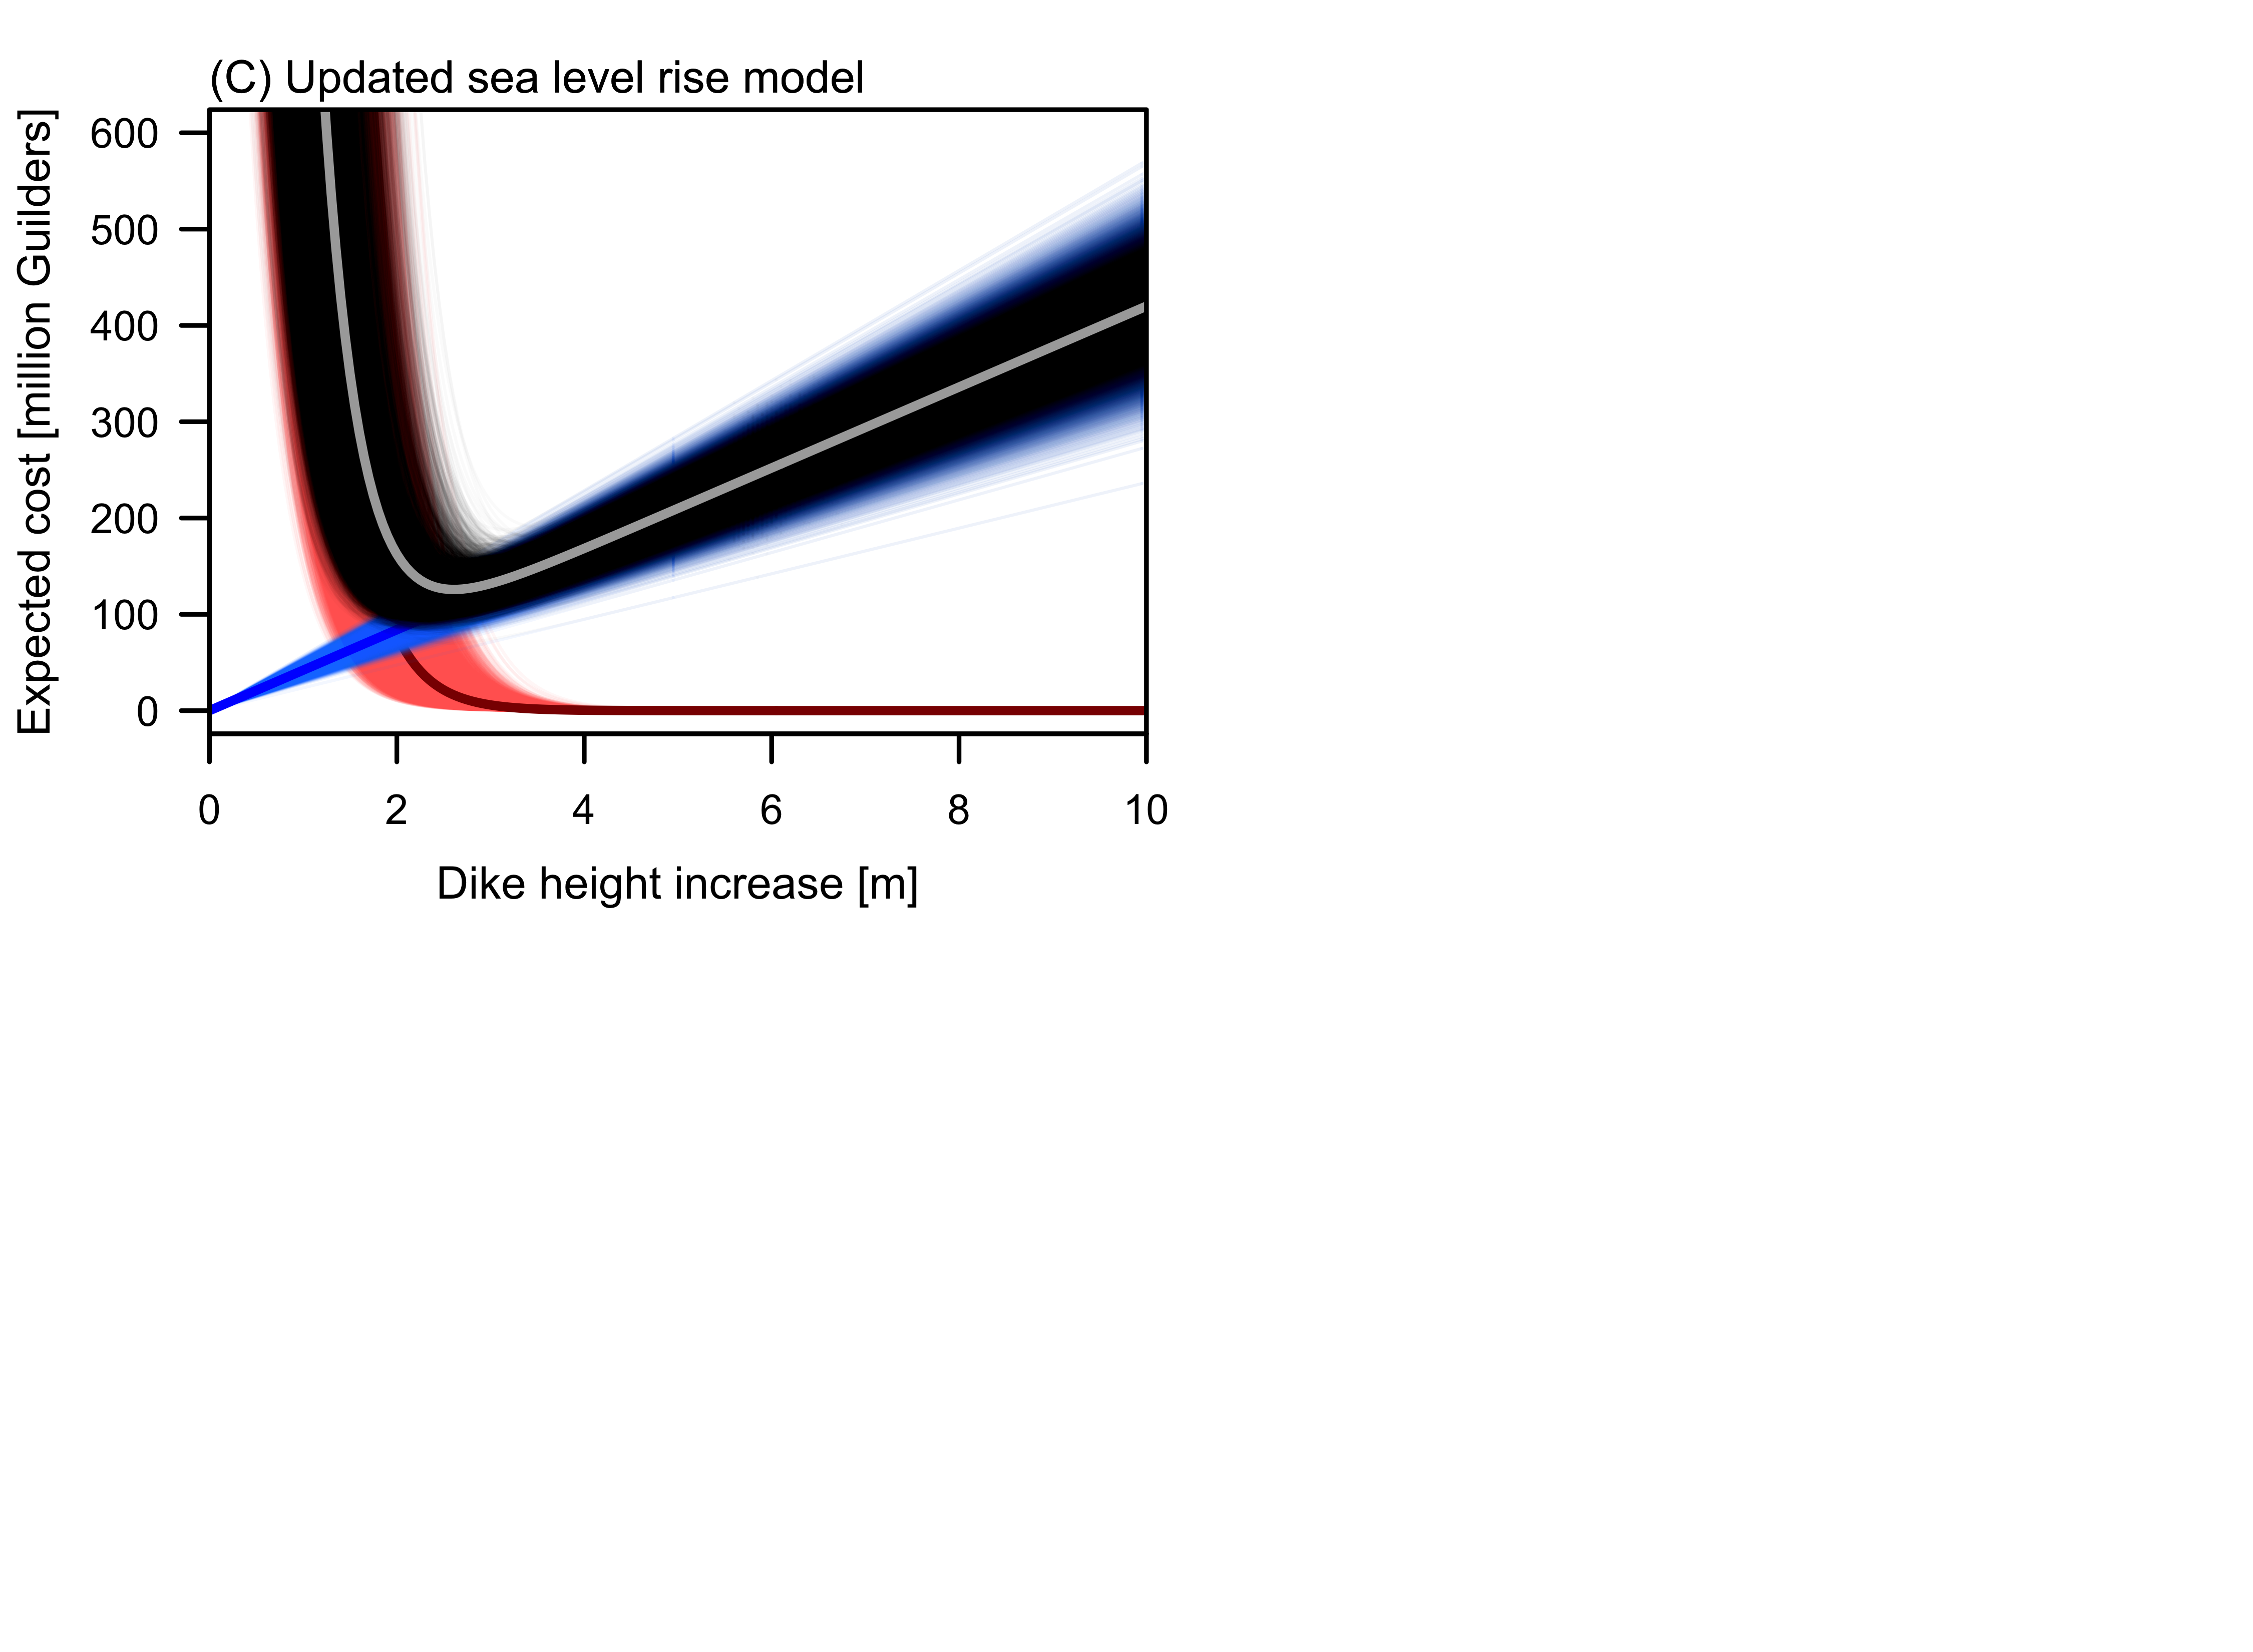 (C) Updated sea level rise model
Expected cost [million Guilders]
600
500
400
300
200
100
0
0 2 4 6 8 10
Dike height increase [m]